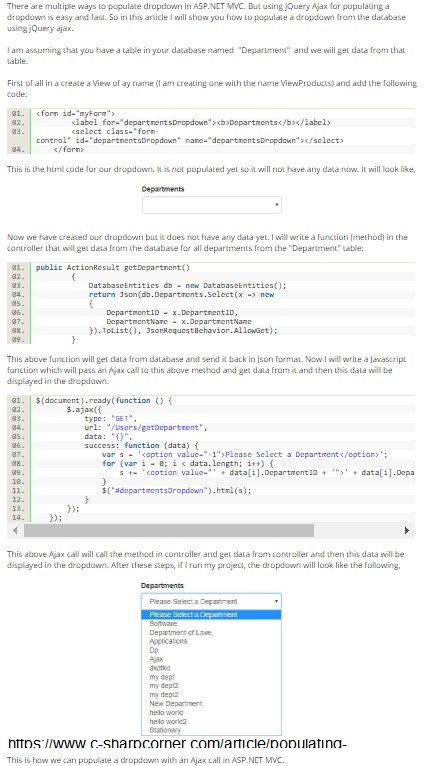 There are multiple ways to populate dropdown in ASP.NET MVC. But using jQuery Ajax for populating a
dropdown is easy and fast. So in this article I will show you how to populate a dropdown from the database
using jQuery ajax.
I am assuming that you have a table in your database named "Department" and we will get data from that
table.
First of all in create a View of ay name (I am creating one with the name ViewProducts) and add the following
code:
01. <form id="myForm">
02. <label for="departmentsDropdown"><b>Departments</b></label>
03. <select class="form-
control" id="departmentsDropdown" name="departmentsDropdown"></select>
04. </form>
This is the html code for our dropdown. It is not populated yet so it will not have any data now. It will look like,
Departments
Now we have created our dropdown but it does not have any data yet. I will write a function (method) in the
controller that will get data from the database for all departments from the "Department" table:
01. public ActionResult getDepartment()
02. {
03. DatabaseEntities db = new DatabaseEntities();
04. return Json(db.Departments.Select(x => new
05. {
06. DepartmentID = x.DepartmentID,
07. DepartmentName = x.DepartmentName
08. }).ToList(), JsonRequestBehavior.AllowGet);
09. }
This above function will get data from database and send it back in Json format. Now I will write a Javascript
function which will pass an Ajax call to this above method and get data from it and then this data will be
displayed in the dropdown.
01. $(document).ready(function () {
02. $.ajax({
03. type: "GET",
04. url: "/Users/getDepartment",
05. data: "{}",
06. success: function (data) {
07. var s = '<option value="-1">Please Select a Department</option>';
08. for (var i = 0; i < data.length; i++) {
09. s += '<option value="' + data[i].DepartmentID + '">' + data[i].Depa
10. }
11. $("#departmentsDropdown").html(s);
12. }
13. });
14. });
This above Ajax call will call the method in controller and get data from controller and then this data will be
displayed in the dropdown. After these steps, if I run my project, the dropdown will look like the following,
Departments
Please Select a Department
Please Select a Department
Software
Department of Love,
Applications
Dp
Ajax
dkdfkd
my dept
my dept2
my dept2
New Department
hello world
hello world2
Stationary
https://www.c-sharpcorner.com/article/populating-
This is how we can populate a dropdown with an Ajax call in ASP.NET MVC.